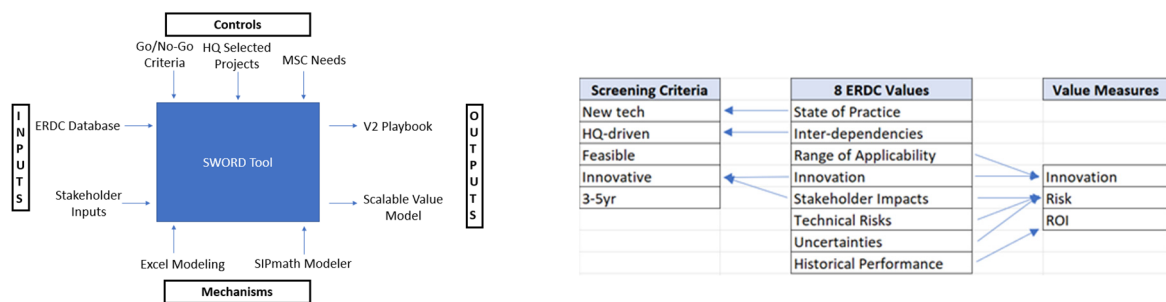 Controls
Go/No-Go
Criteria
HQ Selected
Projects
MSC Needs
INPUTS
ERDC Database
Stakeholder
Inputs
SWORD Tool
V2 Playbook
Scalable Value
Model
OUTPUTS
Excel Modeling
SIPmath Modeler
Mechanisms
Screening Criteria
8 ERDC Values
Value Measures
New tech
State of Practice
HQ-driven
Inter-dependencies
Feasible
Range of Applicability
Innovative
Innovation
Innovation
3-5yr
Stakeholder Impacts
Risk
Technical Risks
ROI
Uncertainties
Historical Performance